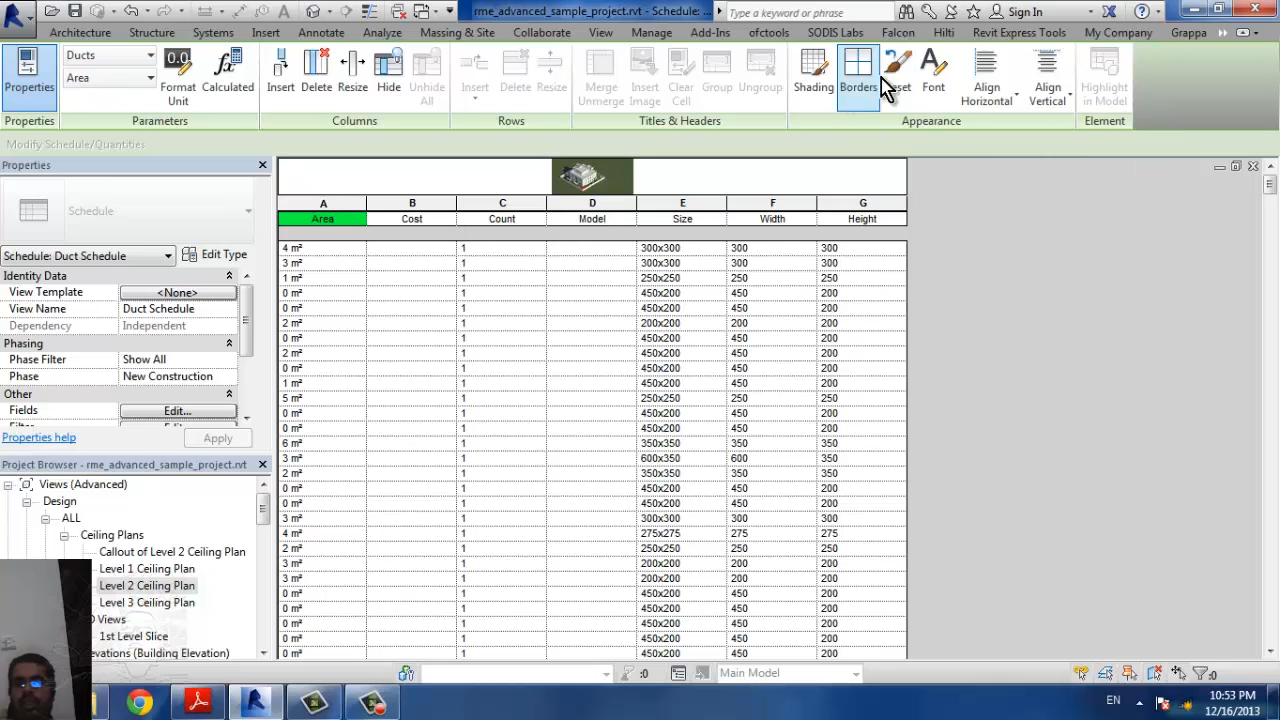 rme_advanced_sample_project.rvt - Schedule: ...
Type a keyword or phrase
Sign In
Architecture Structure Systems Insert Annotate Analyze Massing & Site Collaborate View Manage Add-Ins ofctools SODIS Labs Falcon Hilti Revit Express Tools My Company Grappa
Ducts
Area
Properties
Format Unit
Calculated
Insert Delete Resize Hide Unhide All
Insert Delete Resize
Merge Unmerge
Insert Image
Clear Cell
Group Ungroup
Shading Borders Reset Font Align Horizontal Align Vertical
Highlight in Model
Properties Parameters Columns Rows Titles & Headers Appearance Element
Modify Schedule/Quantities
Properties
Schedule
Schedule: Duct Schedule
Edit Type
Identity Data
View Template <None>
View Name Duct Schedule
Dependency Independent
Phasing
Phase Filter Show All
Phase New Construction
Other
Fields Edit...
Filter Edit...
Properties help
Apply
Project Browser - rme_advanced_sample_project.rvt
Views (Advanced)
Design
ALL
Ceiling Plans
Callout of Level 2 Ceiling Plan
Level 1 Ceiling Plan
Level 2 Ceiling Plan
Level 3 Ceiling Plan
D Views
1st Level Slice
evations (Building Elevation)
A B C D E F G
Area Cost Count Model Size Width Height
4 m² 1 300x300 300 300
3 m² 1 300x300 300 300
1 m² 1 250x250 250 250
0 m² 1 450x200 450 200
0 m² 1 450x200 450 200
2 m² 1 200x200 200 200
0 m² 1 450x200 450 200
2 m² 1 450x200 450 200
0 m² 1 450x200 450 200
1 m² 1 450x200 450 200
5 m² 1 250x250 250 250
0 m² 1 450x200 450 200
0 m² 1 450x200 450 200
6 m² 1 350x350 350 350
3 m² 1 600x350 600 350
2 m² 1 350x350 350 350
0 m² 1 450x200 450 200
0 m² 1 450x200 450 200
3 m² 1 300x300 300 300
4 m² 1 275x275 275 275
2 m² 1 250x250 250 250
3 m² 1 200x200 200 200
3 m² 1 200x200 200 200
0 m² 1 450x200 450 200
0 m² 1 450x200 450 200
0 m² 1 450x200 450 200
0 m² 1 450x200 450 200
0 m² 1 450x200 450 200
:0
Main Model
:0
EN
10:53 PM
12/16/2013